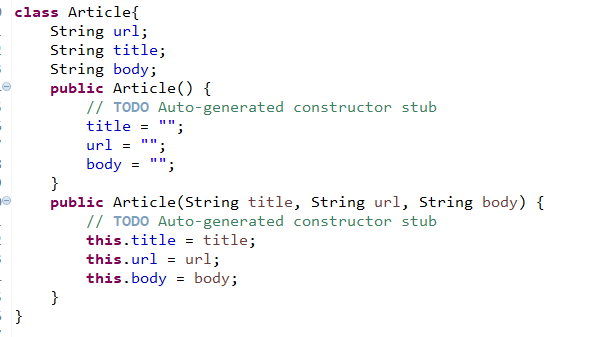 class Article{
    String url;
    String title;
    String body;
    public Article() {
        // TODO Auto-generated constructor stub
        title = "";
        url = "";
        body = "";
    }
    public Article(String title, String url, String body) {
        // TODO Auto-generated constructor stub
        this.title = title;
        this.url = url;
        this.body = body;
    }
}